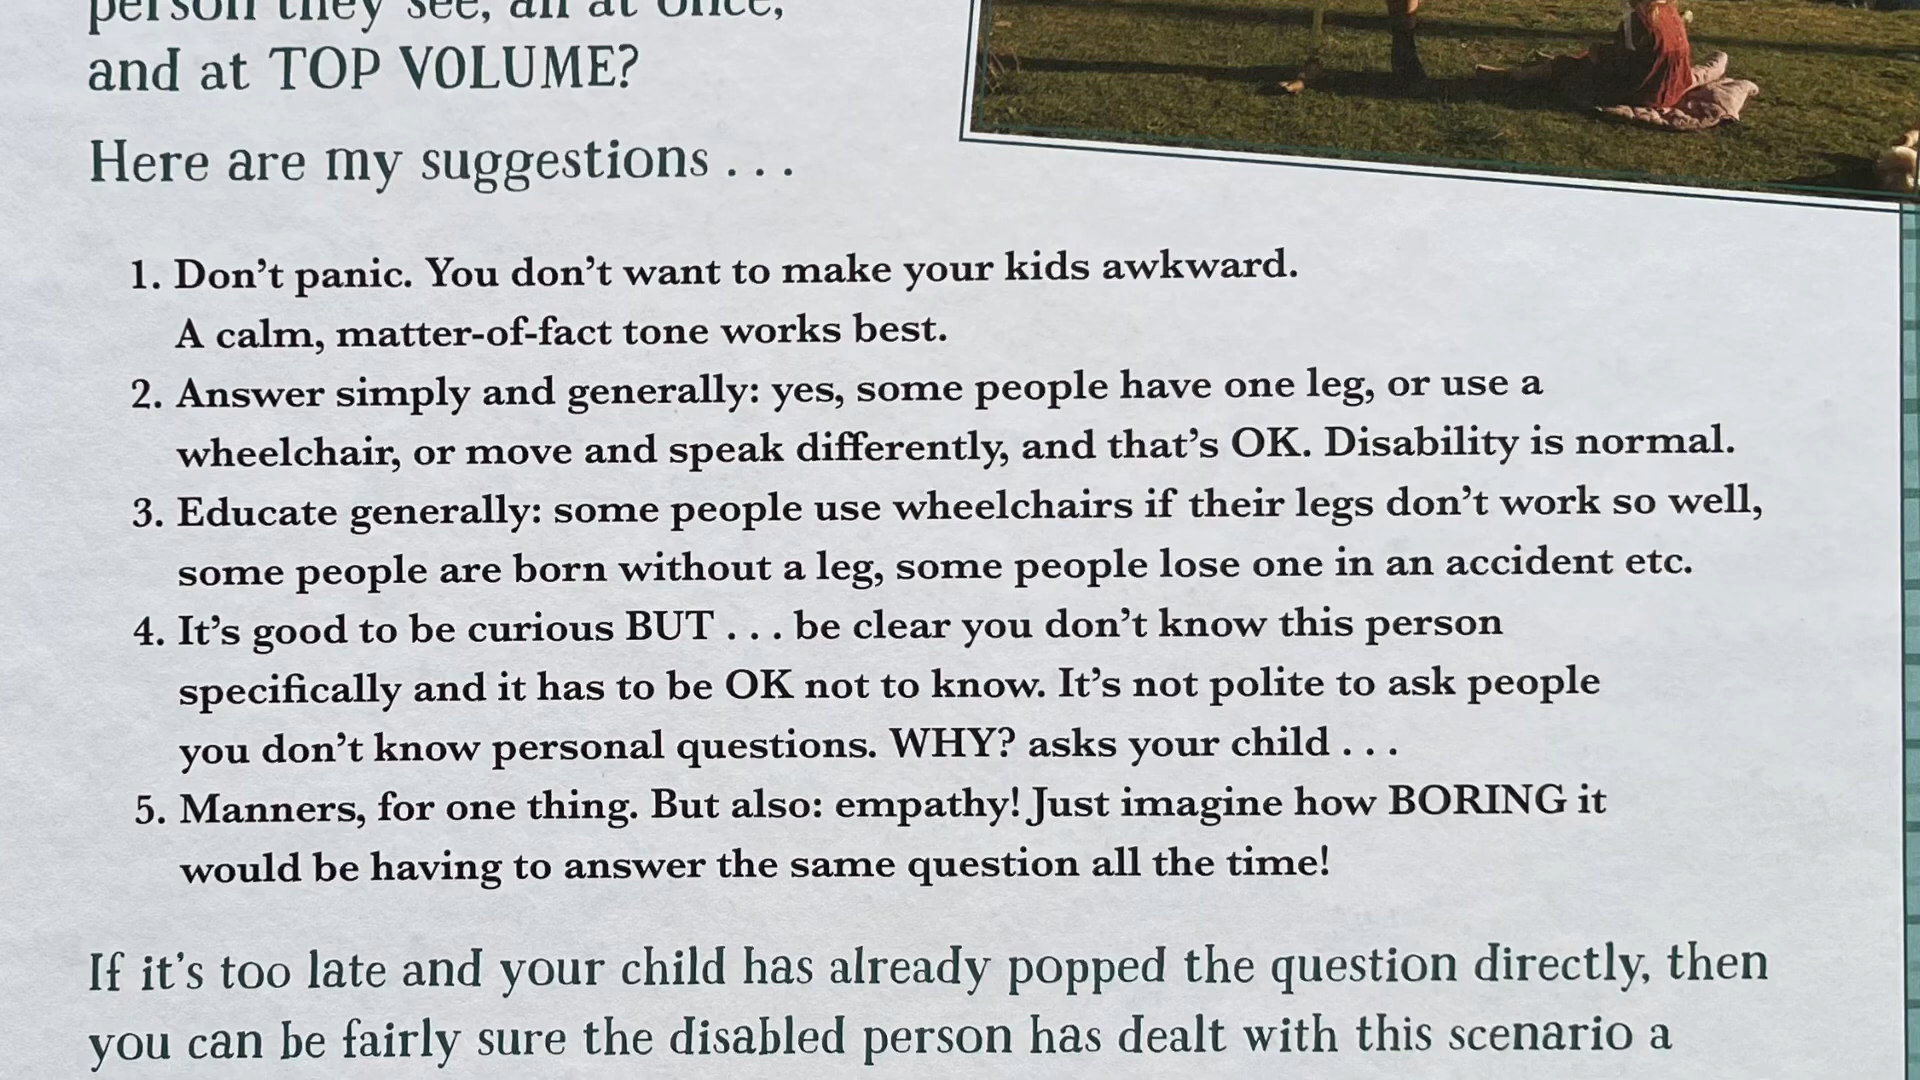 person they see, all at once,
and at TOP VOLUME?
Here are my suggestions . . .
1. Don’t panic. You don’t want to make your kids awkward.
A calm, matter-of-fact tone works best.
2. Answer simply and generally: yes, some people have one leg, or use a
wheelchair, or move and speak differently, and that’s OK. Disability is normal.
3. Educate generally: some people use wheelchairs if their legs don’t work so well,
some people are born without a leg, some people lose one in an accident etc.
4. It’s good to be curious BUT . . . be clear you don’t know this person
specifically and it has to be OK not to know. It’s not polite to ask people
you don’t know personal questions. WHY? asks your child . . .
5. Manners, for one thing. But also: empathy! Just imagine how BORING it
would be having to answer the same question all the time!
If it’s too late and your child has already popped the question directly, then
you can be fairly sure the disabled person has dealt with this scenario a